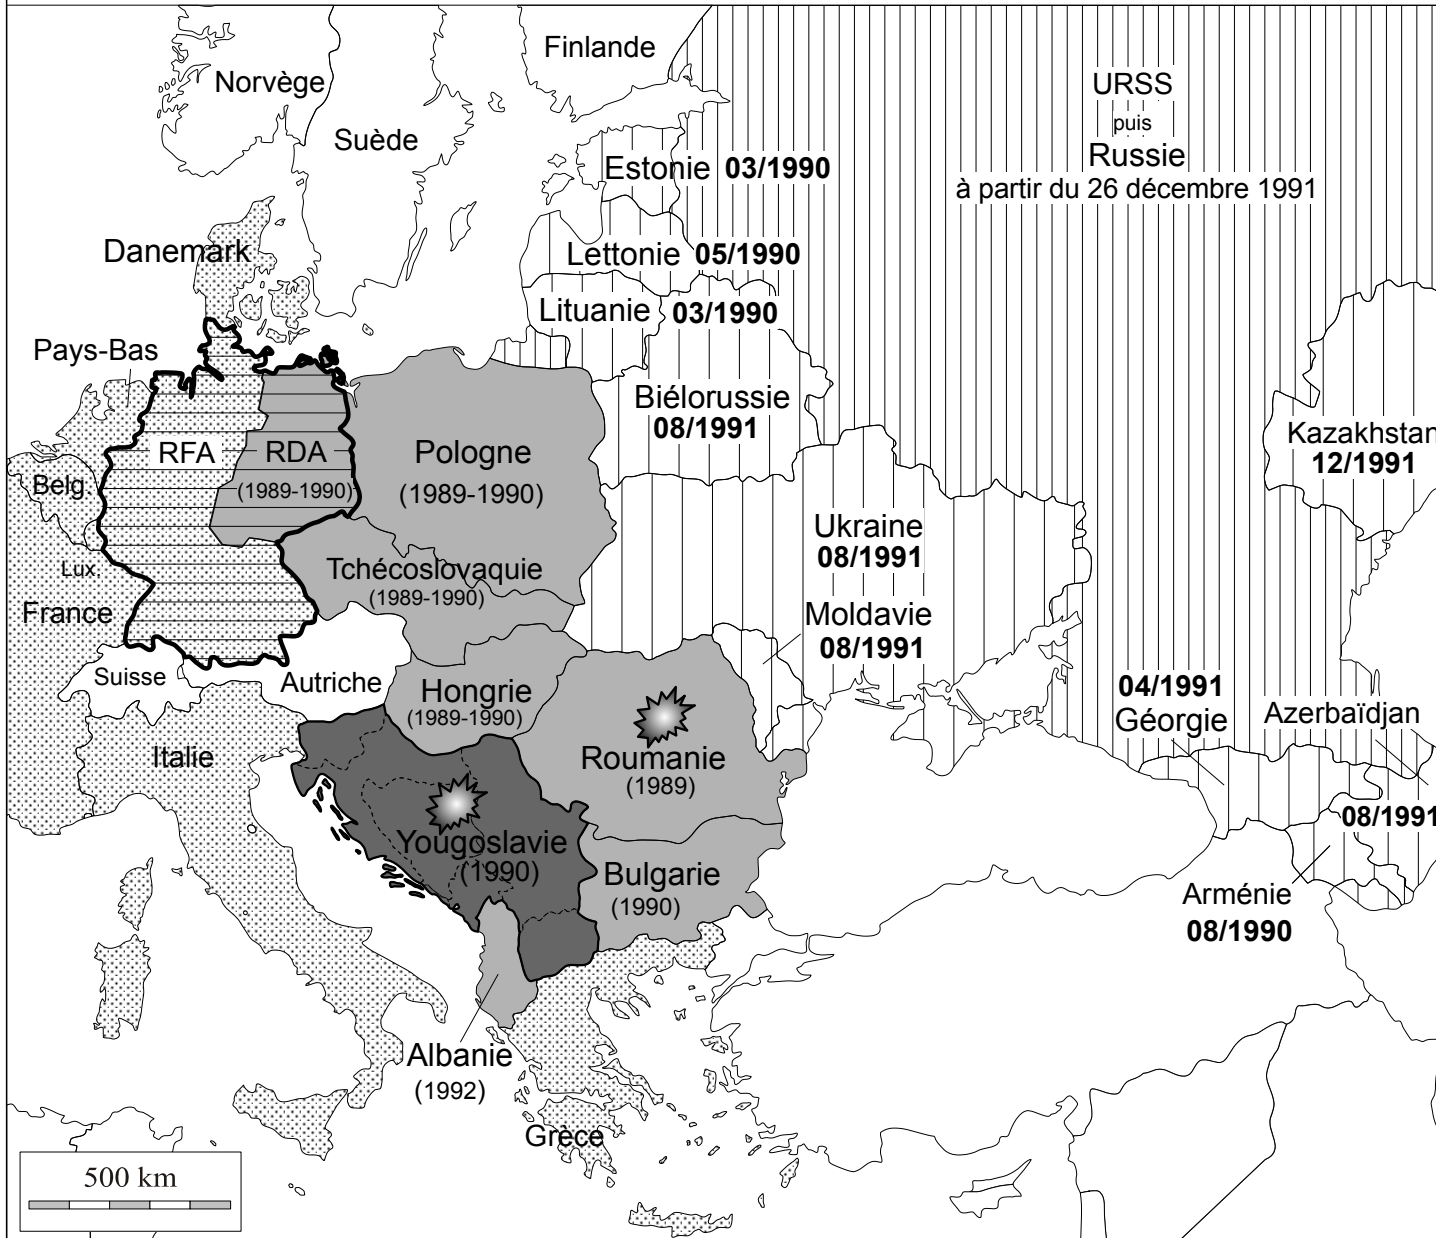 Finlande
Norvège
Suède
URSS
puis
Russie
à partir du 26 décembre 1991
Estonie 03/1990
Danemark
Lettonie 05/1990
Lituanie 03/1990
Pays-Bas
Biélorussie
08/1991
Kazakhstan
12/1991
RFA
RDA
(1989-1990)
Pologne
(1989-1990)
Belg.
Ukraine
08/1991
Lux.
Tchécoslovaquie
(1989-1990)
France
Moldavie
08/1991
Suisse
Autriche
Hongrie
(1989-1990)
04/1991
Géorgie
Azerbaïdjan
Italie
Roumanie
(1989)
08/1991
Yougoslavie
(1990)
Bulgarie
(1990)
Arménie
08/1990
Albanie
(1992)
Grèce
500 km